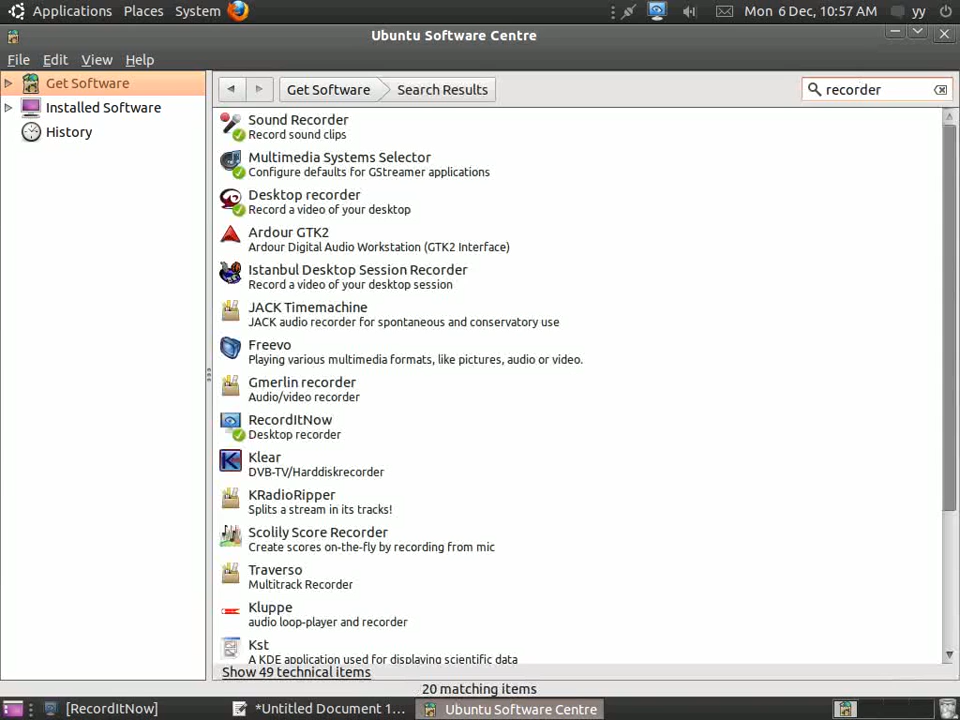 Applications Places System Mon 6 Dec, 10:57 AM yy
Ubuntu Software Centre
File Edit View Help
Get Software
Installed Software
History
Get Software Search Results recorder
Sound Recorder
Record sound clips
Multimedia Systems Selector
Configure defaults for GStreamer applications
Desktop recorder
Record a video of your desktop
Ardour GTK2
Ardour Digital Audio Workstation (GTK2 Interface)
Istanbul Desktop Session Recorder
Record a video of your desktop session
JACK Timemachine
JACK audio recorder for spontaneous and conservatory use
Freevo
Playing various multimedia formats, like pictures, audio or video.
Gmerlin recorder
Audio/video recorder
RecordItNow
Desktop recorder
Klear
DVB-TV/Harddiskrecorder
KRadioRipper
Splits a stream in its tracks!
Scolily Score Recorder
Create scores on-the-fly by recording from mic
Traverso
Multitrack Recorder
Kluppe
audio loop-player and recorder
Kst
A KDE application used for displaying scientific data
Show 49 technical items
20 matching items
[RecordItNow] *Untitled Document 1... Ubuntu Software Centre